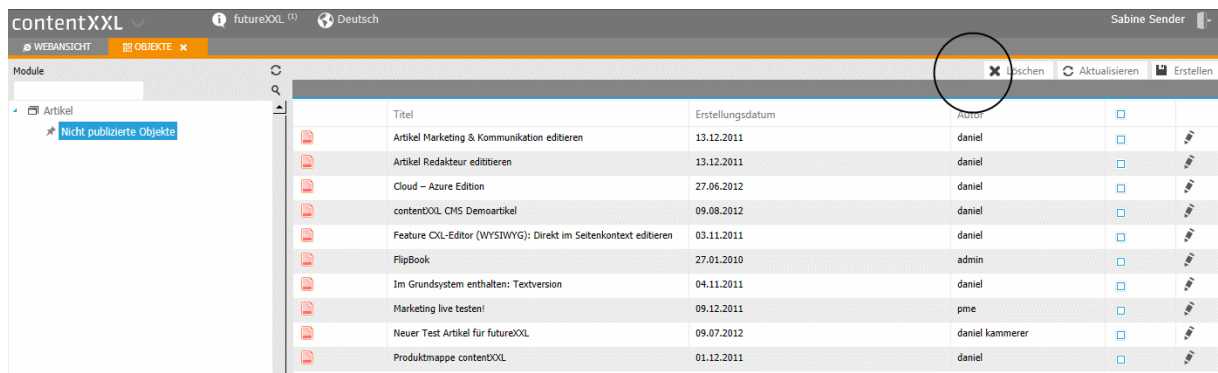 contentXXL futureXXL (1) Deutsch Sabine Sender
WEBANSICHT OBJEKTE
Module Löschen Aktualisieren Erstellen
Artikel
Nicht publizierte Objekte
Titel Erstellungsdatum Autor
Artikel Marketing & Kommunikation editieren 13.12.2011 daniel
Artikel Redakteur edititieren 13.12.2011 daniel
Cloud – Azure Edition 27.06.2012 daniel
contentXXL CMS Demoartikel 09.08.2012 daniel
Feature CXL-Editor (WYSIWYG): Direkt im Seitenkontext editieren 03.11.2011 daniel
FlipBook 27.01.2010 admin
Im Grundsystem enthalten: Textversion 04.11.2011 daniel
Marketing live testen! 09.12.2011 pme
Neuer Test Artikel für futureXXL 09.07.2012 daniel kammerer
Produktmappe contentXXL 01.12.2011 daniel